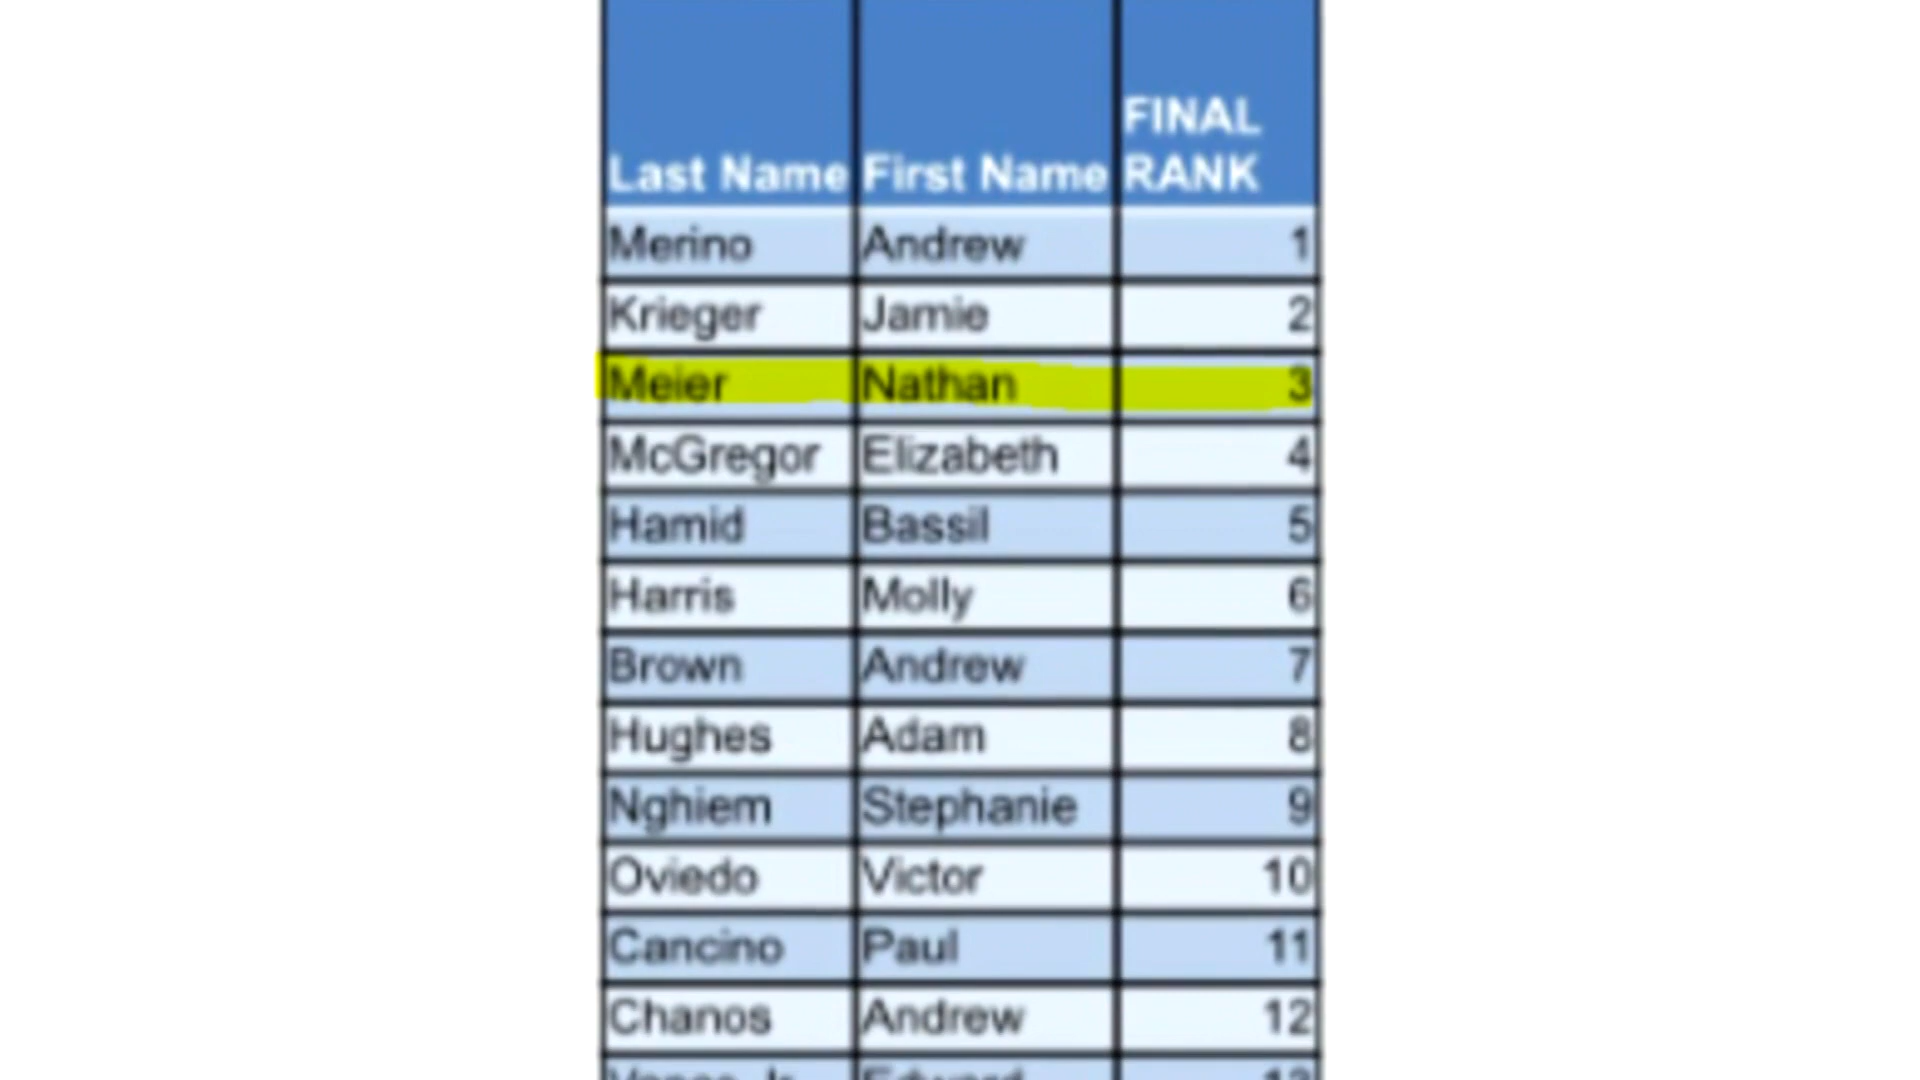 Last Name First Name FINAL RANK
Merino Andrew 1
Krieger Jamie 2
Meier Nathan 3
McGregor Elizabeth 4
Hamid Bassil 5
Harris Molly 6
Brown Andrew 7
Hughes Adam 8
Nghiem Stephanie 9
Oviedo Victor 10
Cancino Paul 11
Chanos Andrew 12
Edward 13